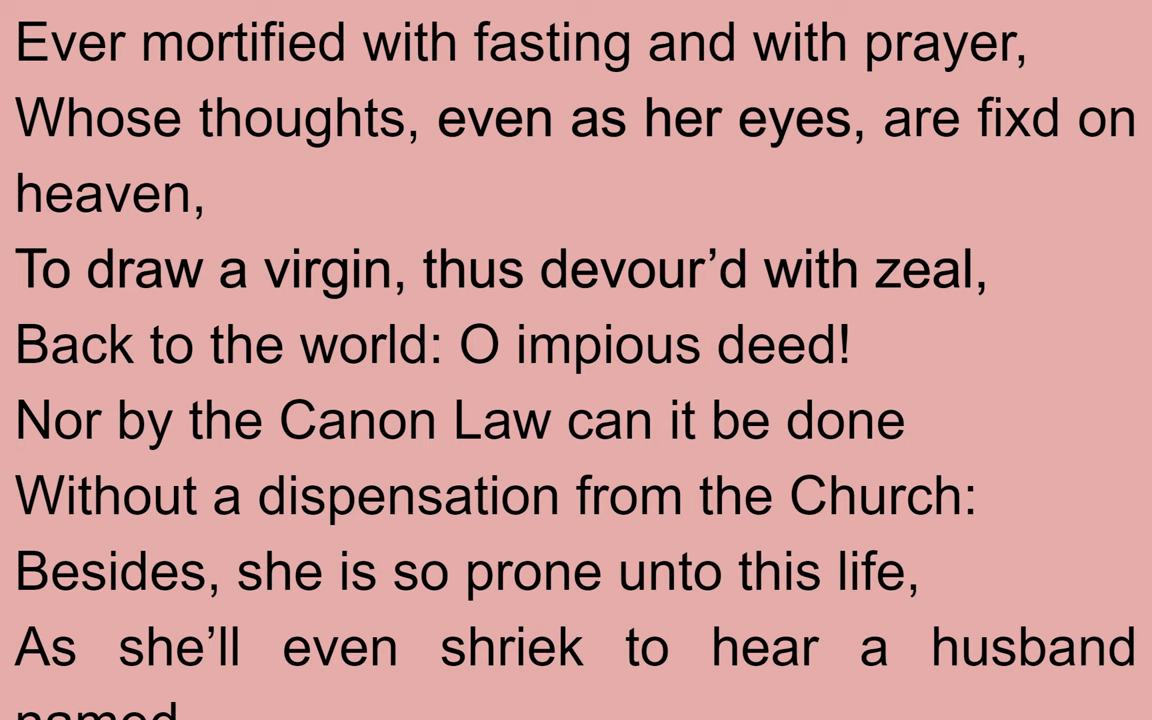 Ever mortified with fasting and with prayer,
Whose thoughts, even as her eyes, are fixd on
heaven,
To draw a virgin, thus devour’d with zeal,
Back to the world: O impious deed!
Nor by the Canon Law can it be done
Without a dispensation from the Church:
Besides, she is so prone unto this life,
As she’ll even shriek to hear a husband
named